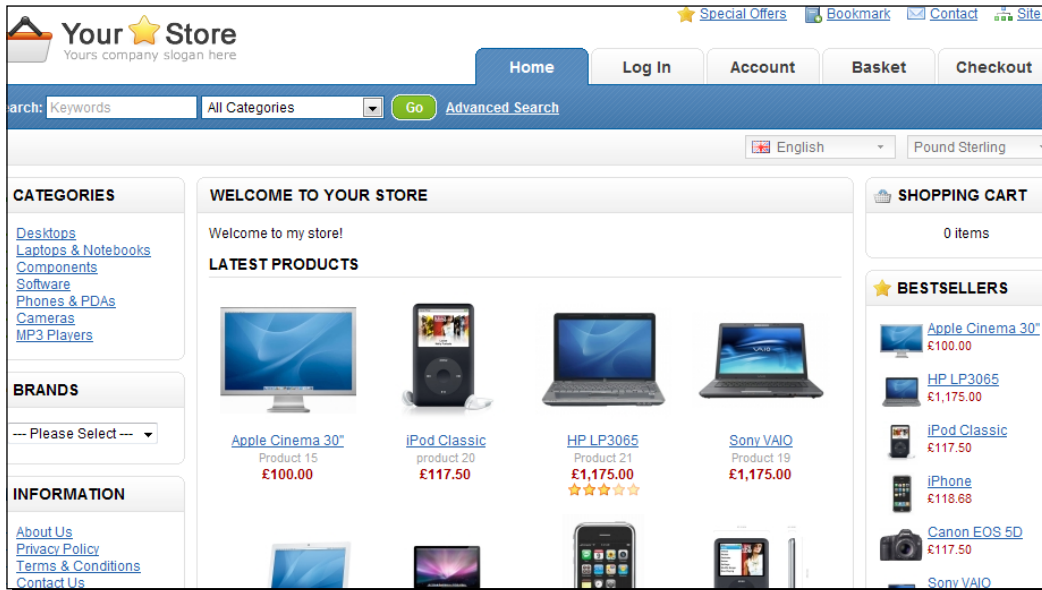 Special Offers Bookmark Contact Site
Your Store
Yours company slogan here
Home Log In Account Basket Checkout
earch: Keywords All Categories Go Advanced Search
English Pound Sterling
CATEGORIES
Desktops
Laptops & Notebooks
Components
Software
Phones & PDAs
Cameras
MP3 Players
BRANDS
--- Please Select ---
INFORMATION
About Us
Privacy Policy
Terms & Conditions
Contact Us
WELCOME TO YOUR STORE
Welcome to my store!
LATEST PRODUCTS
VAIO
Apple Cinema 30"
Product 15
£100.00
iPod Classic
product 20
£117.50
HP LP3065
Product 21
£1,175.00
Sony VAIO
Product 19
£1,175.00
SHOPPING CART
0 items
BESTSELLERS
Apple Cinema 30"
£100.00
HP LP3065
£1,175.00
iPod Classic
£117.50
iPhone
£118.68
Canon EOS 5D
£117.50
Sony VAIO